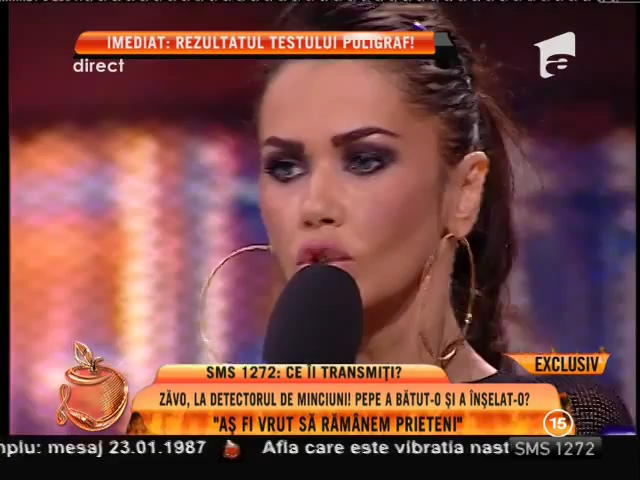 IMEDIAT: REZULTATUL TESTULUI POLIGRAF!
direct
SMS 1272: CE ÎI TRANSMIȚI?
EXCLUSIV
ZĂVO, LA DETECTORUL DE MINCIUNI! PEPE A BĂTUT-O ȘI A ÎNȘELAT-O?
"AȘ FI VRUT SĂ RĂMÂNEM PRIETENI"
15
mplu: mesaj 23.01.1987 Afla care este vibratia nast
SMS 1272